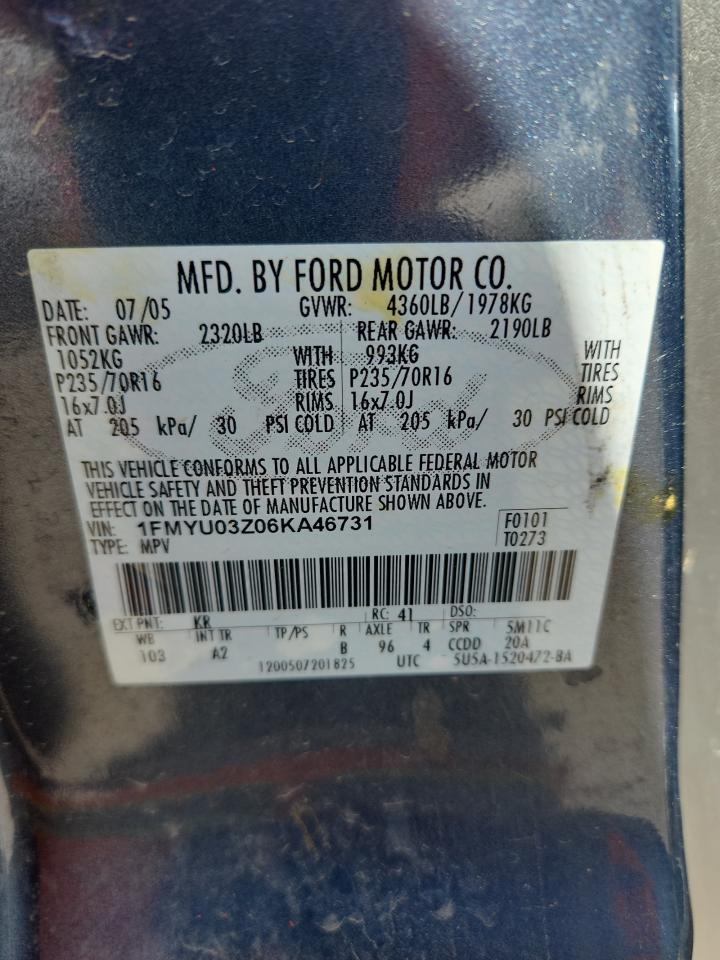 MFD. BY FORD MOTOR CO.
DATE: 07/05 GVWR: 4360LB/1978KG
FRONT GAWR: 2320LB REAR GAWR: 2190LB
1052KG WITH 993KG WITH
P235/70R16 TIRES P235/70R16 TIRES
16x7.0J RIMS 16x7.0J RIMS
AT 205 kPa/ 30 PSI COLD AT 205 kPa/ 30 PSI COLD
THIS VEHICLE CONFORMS TO ALL APPLICABLE FEDERAL MOTOR
VEHICLE SAFETY AND THEFT PREVENTION STANDARDS IN
EFFECT ON THE DATE OF MANUFACTURE SHOWN ABOVE.
VIN: 1FMYU03Z06KA46731 F0101
TYPE: MPV T0273
EXT PNT: KR RC: 41 DSO:
WB INT TR TP/PS R AXLE TR SPR 5M11C
103 A2 B 96 4 CCDD 20A
1200507201825 UTC 5U5A-1520472-BA
Ford